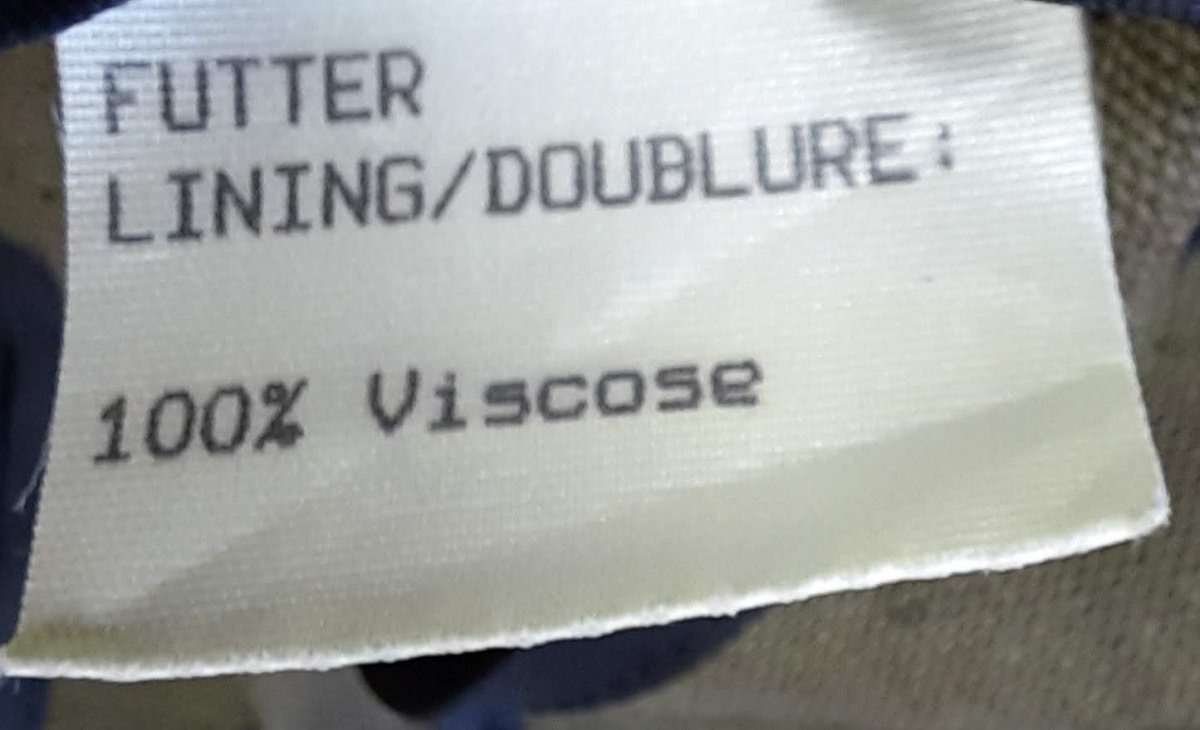 FUTTER
LINING/DOUBLURE:
100% Viscose